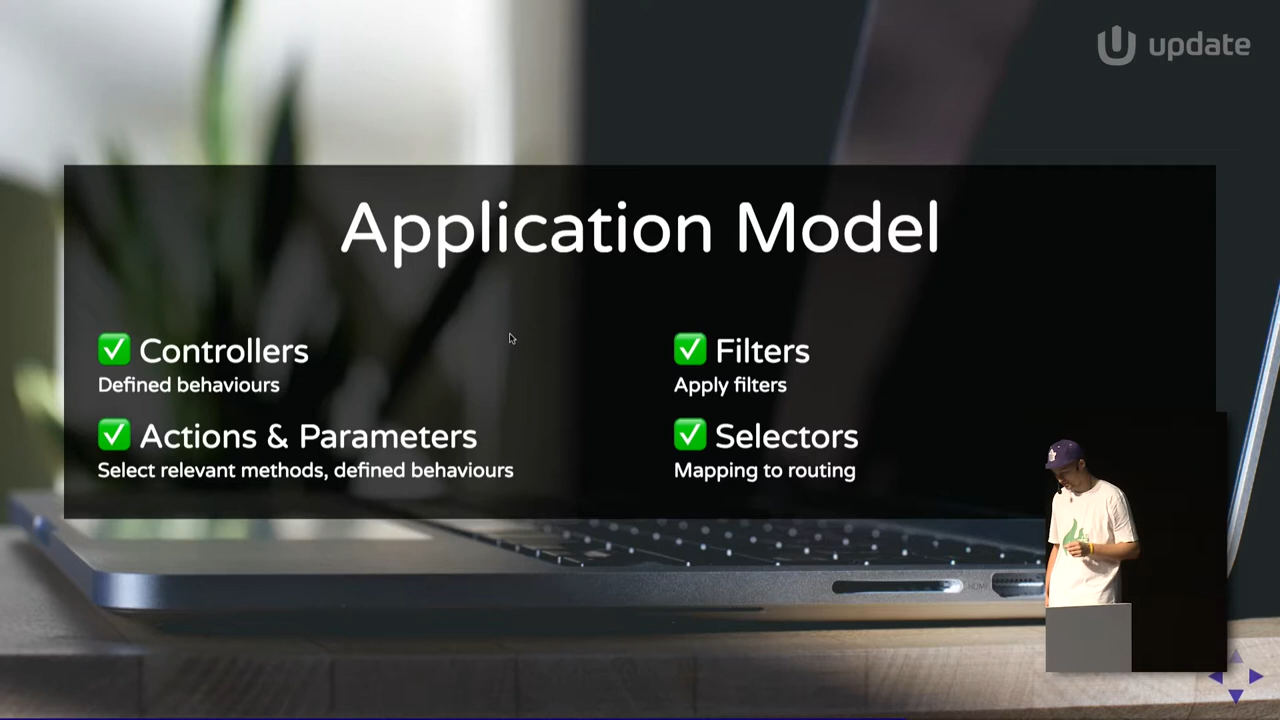 update
Application Model
✅ Controllers
Defined behaviours
✅ Actions & Parameters
Select relevant methods, defined behaviours
✅ Filters
Apply filters
✅ Selectors
Mapping to routing